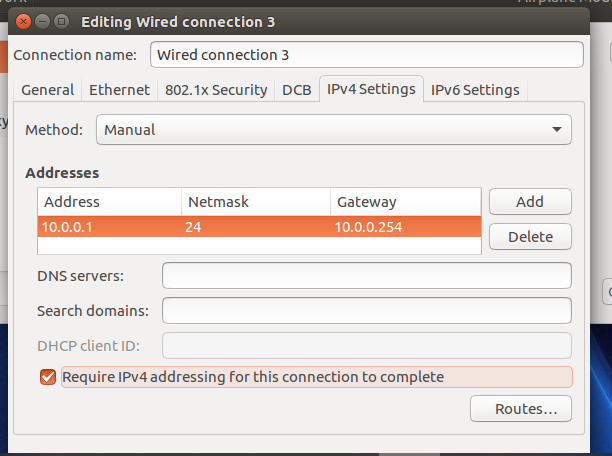 Editing Wired connection 3
Connection name: Wired connection 3
General Ethernet 802.1x Security DCB IPv4 Settings IPv6 Settings
Method: Manual
Addresses
Address Netmask Gateway
10.0.0.1 24 10.0.0.254
Add
Delete
DNS servers:
Search domains:
DHCP client ID:
Require IPv4 addressing for this connection to complete
Routes...